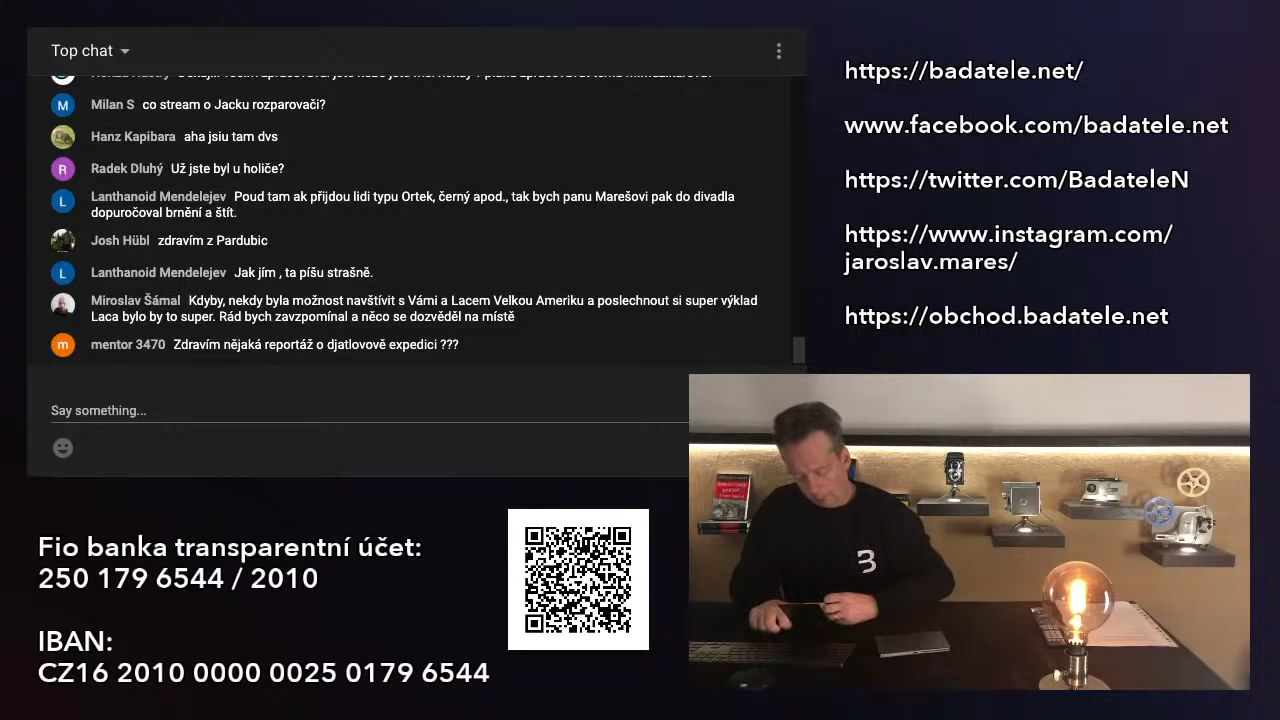 Top chat
Milan S co stream o Jacku rozparovači?
Hanz Kapibara aha jsiu tam dvs
Radek Dluhý Už jste byl u holiče?
Lanthanoid Mendelejev Poud tam ak přijdou lidi typu Ortek, černý apod., tak bych panu Marešovi pak do divadla
dopuročoval brnění a štít.
Josh Hübl zdravím z Pardubic
Lanthanoid Mendelejev Jak jím , ta píšu strašně.
Miroslav Šámal Kdyby, nekdy byla možnost navštívit s Vámi a Lacem Velkou Ameriku a poslechnout si super výklad
Laca bylo by to super. Rád bych zavzpomínal a něco se dozvěděl na místě
mentor 3470 Zdravím nějaká reportáž o djatlovově expedici ???
Say something...
https://badatele.net/
www.facebook.com/badatele.net
https://twitter.com/BadateleN
https://www.instagram.com/
jaroslav.mares/
https://obchod.badatele.net
Fio banka transparentní účet:
250 179 6544 / 2010
IBAN:
CZ16 2010 0000 0025 0179 6544